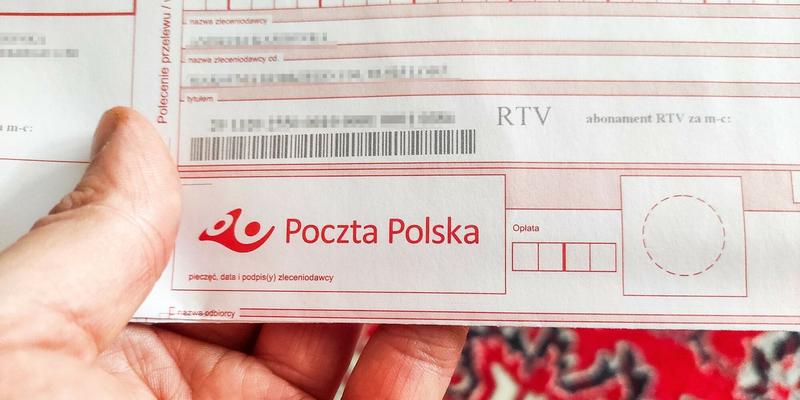 Polecenie przelewu /
nazwa zleceniodawcy
nazwa zleceniodawcy cd.
tytułem
RTV abonament RTV za m-c:
a m-c:
Poczta Polska
pieczęć, data i podpis(y) zleceniodawcy
Opłata
nazwa odbiorcy